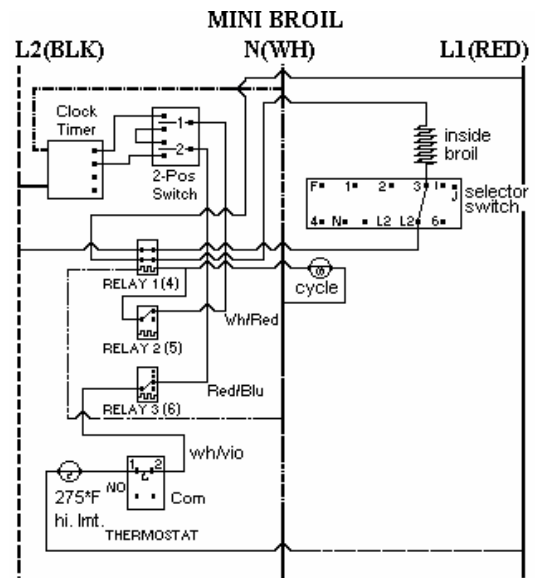 MINI BROIL
L2(BLK) N(WH) L1(RED)
Clock
Timer
1
2
2-Pos
Switch
inside
broil
F 1 2 3 I J
4 N L2 L2 6
selector
switch
RELAY 1(4)
cycle
Wh/Red
RELAY 2 (5)
Red/Blu
RELAY 3 (6)
wh/vio
1 2
NO
C
Com
275*F
hi. lmt.
THERMOSTAT